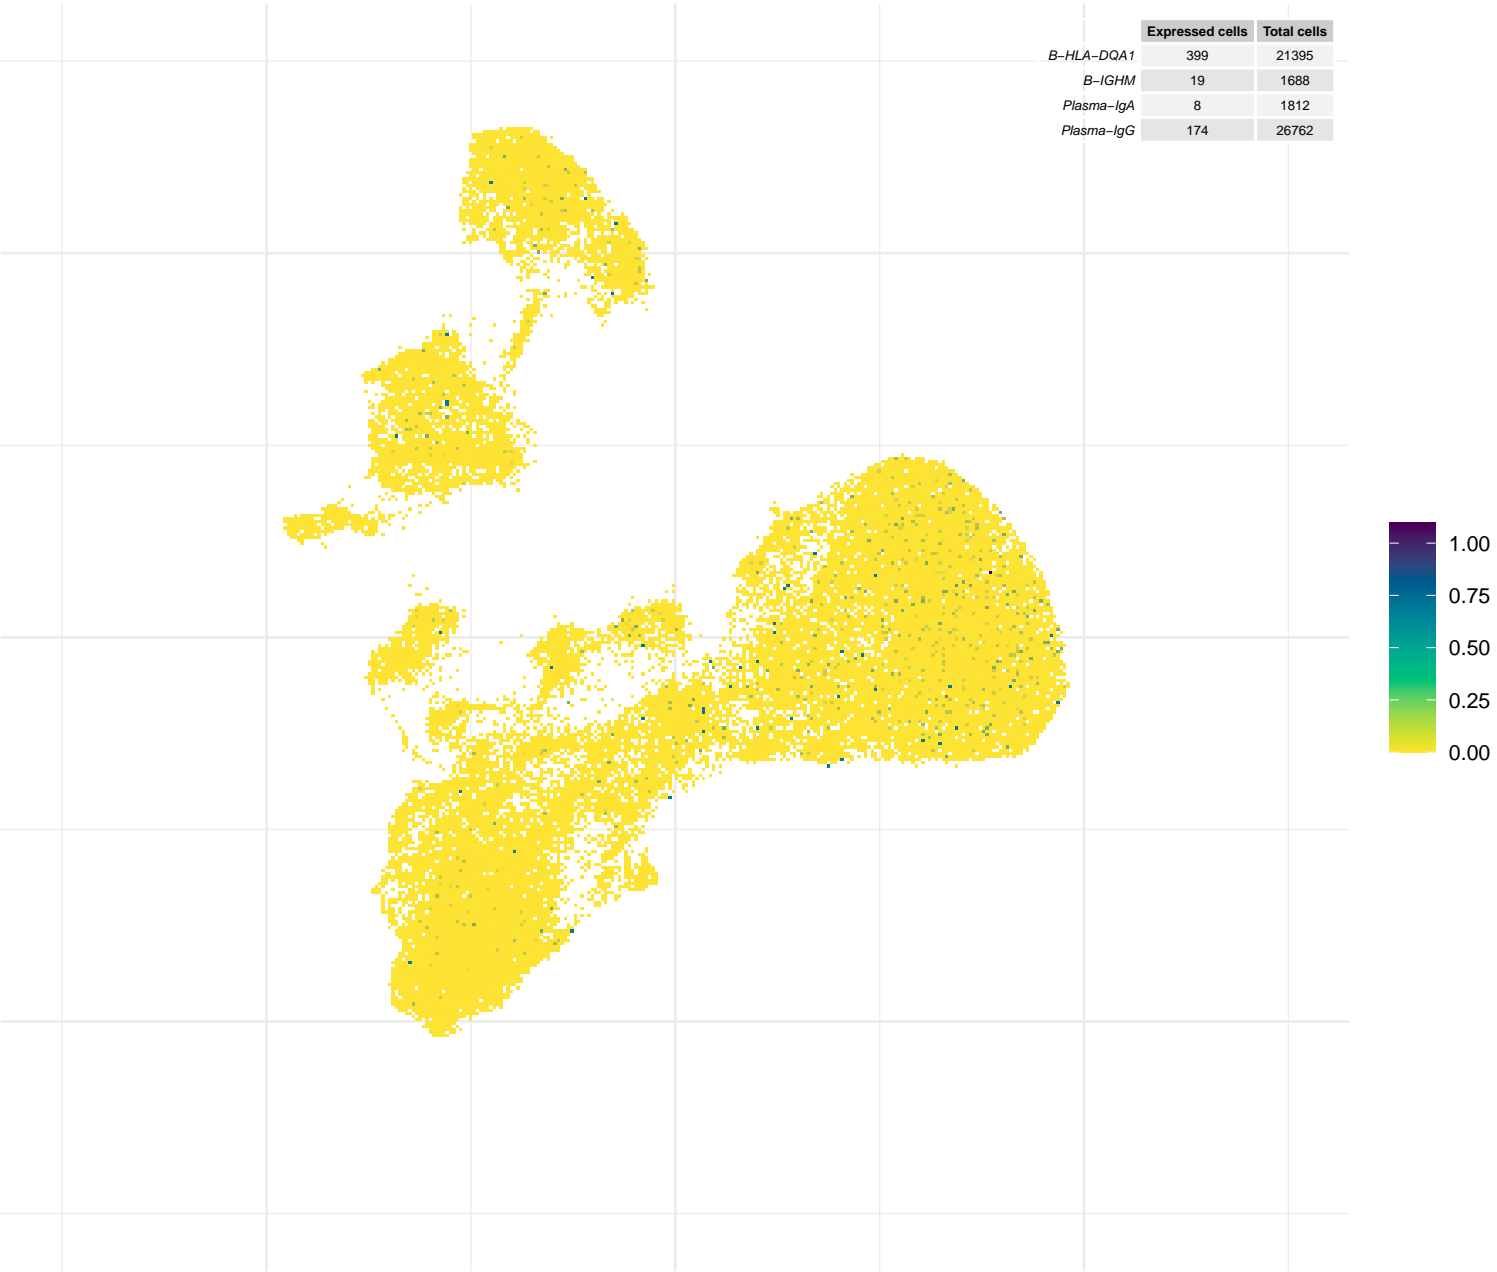 Expressed cells Total cells
B−HLA−DQA1 399 21395
B−IGHM 19 1688
Plasma−IgA 8 1812
Plasma−IgG 174 26762
1.00
0.75
0.50
0.25
0.00